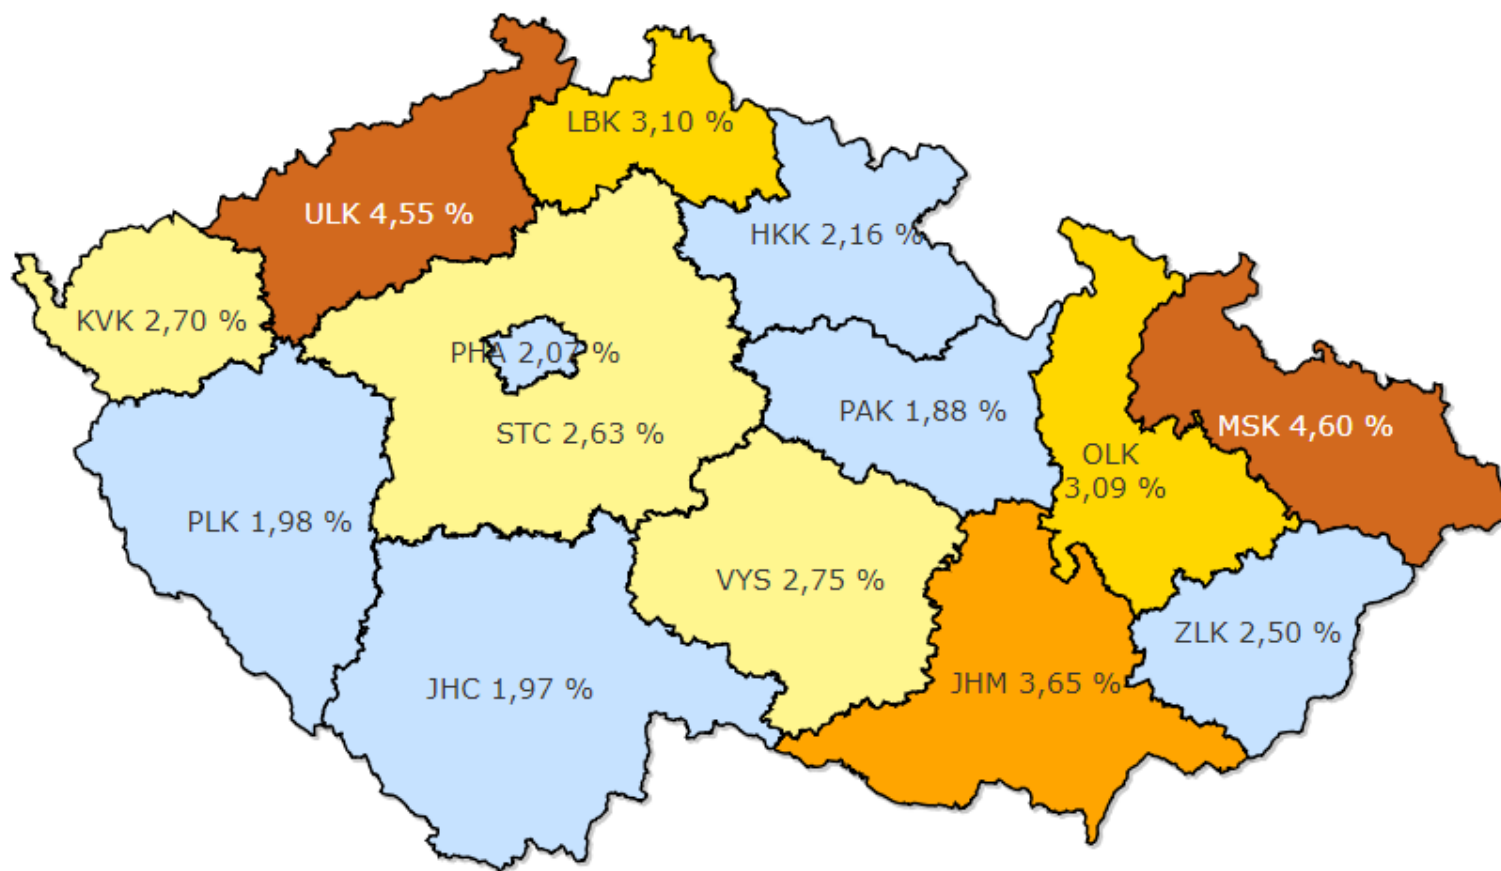 LBK 3,10 %
ULK 4,55 %
HKK 2,16 %
KVK 2,70 %
PHA 2,07 %
PAK 1,88 %
STC 2,63 %
MSK 4,60 %
OLK
3,09 %
PLK 1,98 %
VYS 2,75 %
ZLK 2,50 %
JHC 1,97 %
JHM 3,65 %